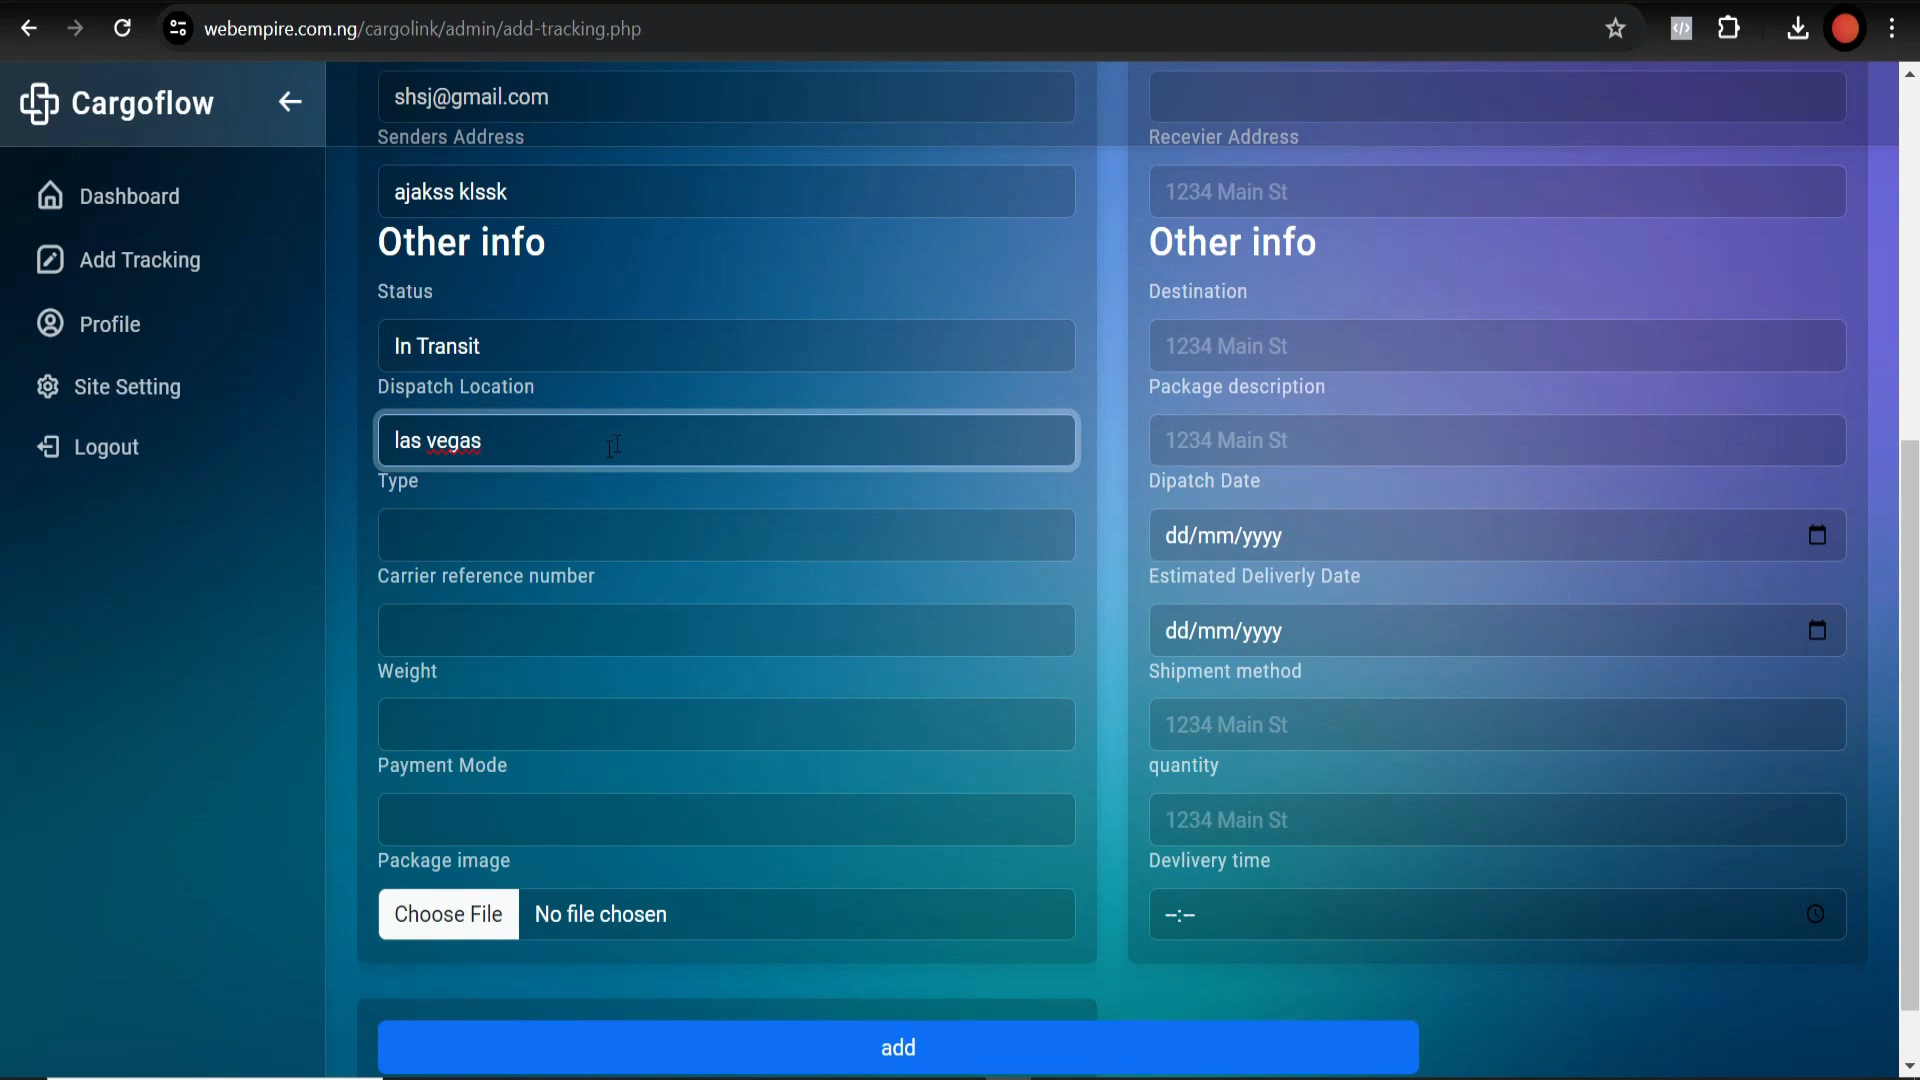 webempire.com.ng/cargolink/admin/add-tracking.php
Cargoflow
Dashboard
Add Tracking
Profile
Site Setting
Logout
shsj@gmail.com
Senders Address
ajakss klssk
Other info
Status
In Transit
Dispatch Location
las vegas
Type
Carrier reference number
Weight
Payment Mode
Package image
Choose File No file chosen
Recevier Address
1234 Main St
Other info
Destination
1234 Main St
Package description
1234 Main St
Dipatch Date
dd/mm/yyyy
Estimated Deliverly Date
dd/mm/yyyy
Shipment method
1234 Main St
quantity
1234 Main St
Devlivery time
--:--
add